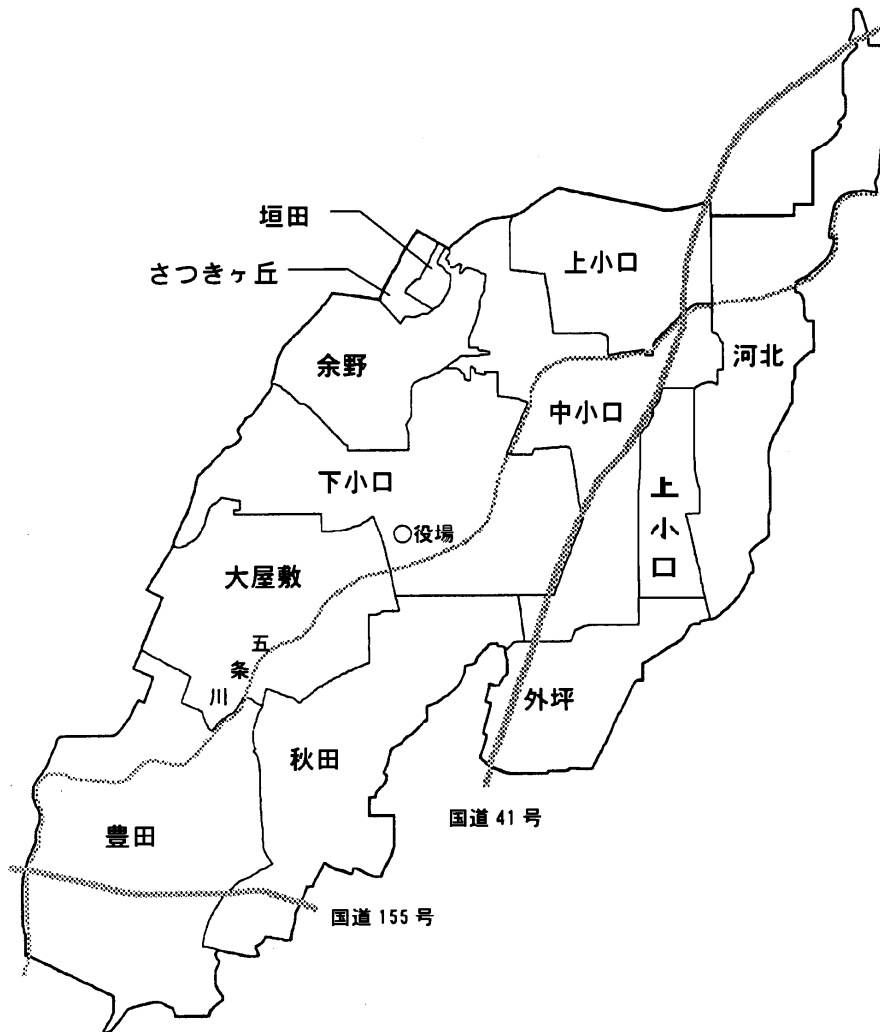 垣田
さつきヶ丘
上小口
余野
河北
中小口
下小口
上小口
役場
大屋敷
五条川
外坪
秋田
国道 41 号
豊田
国道 155 号